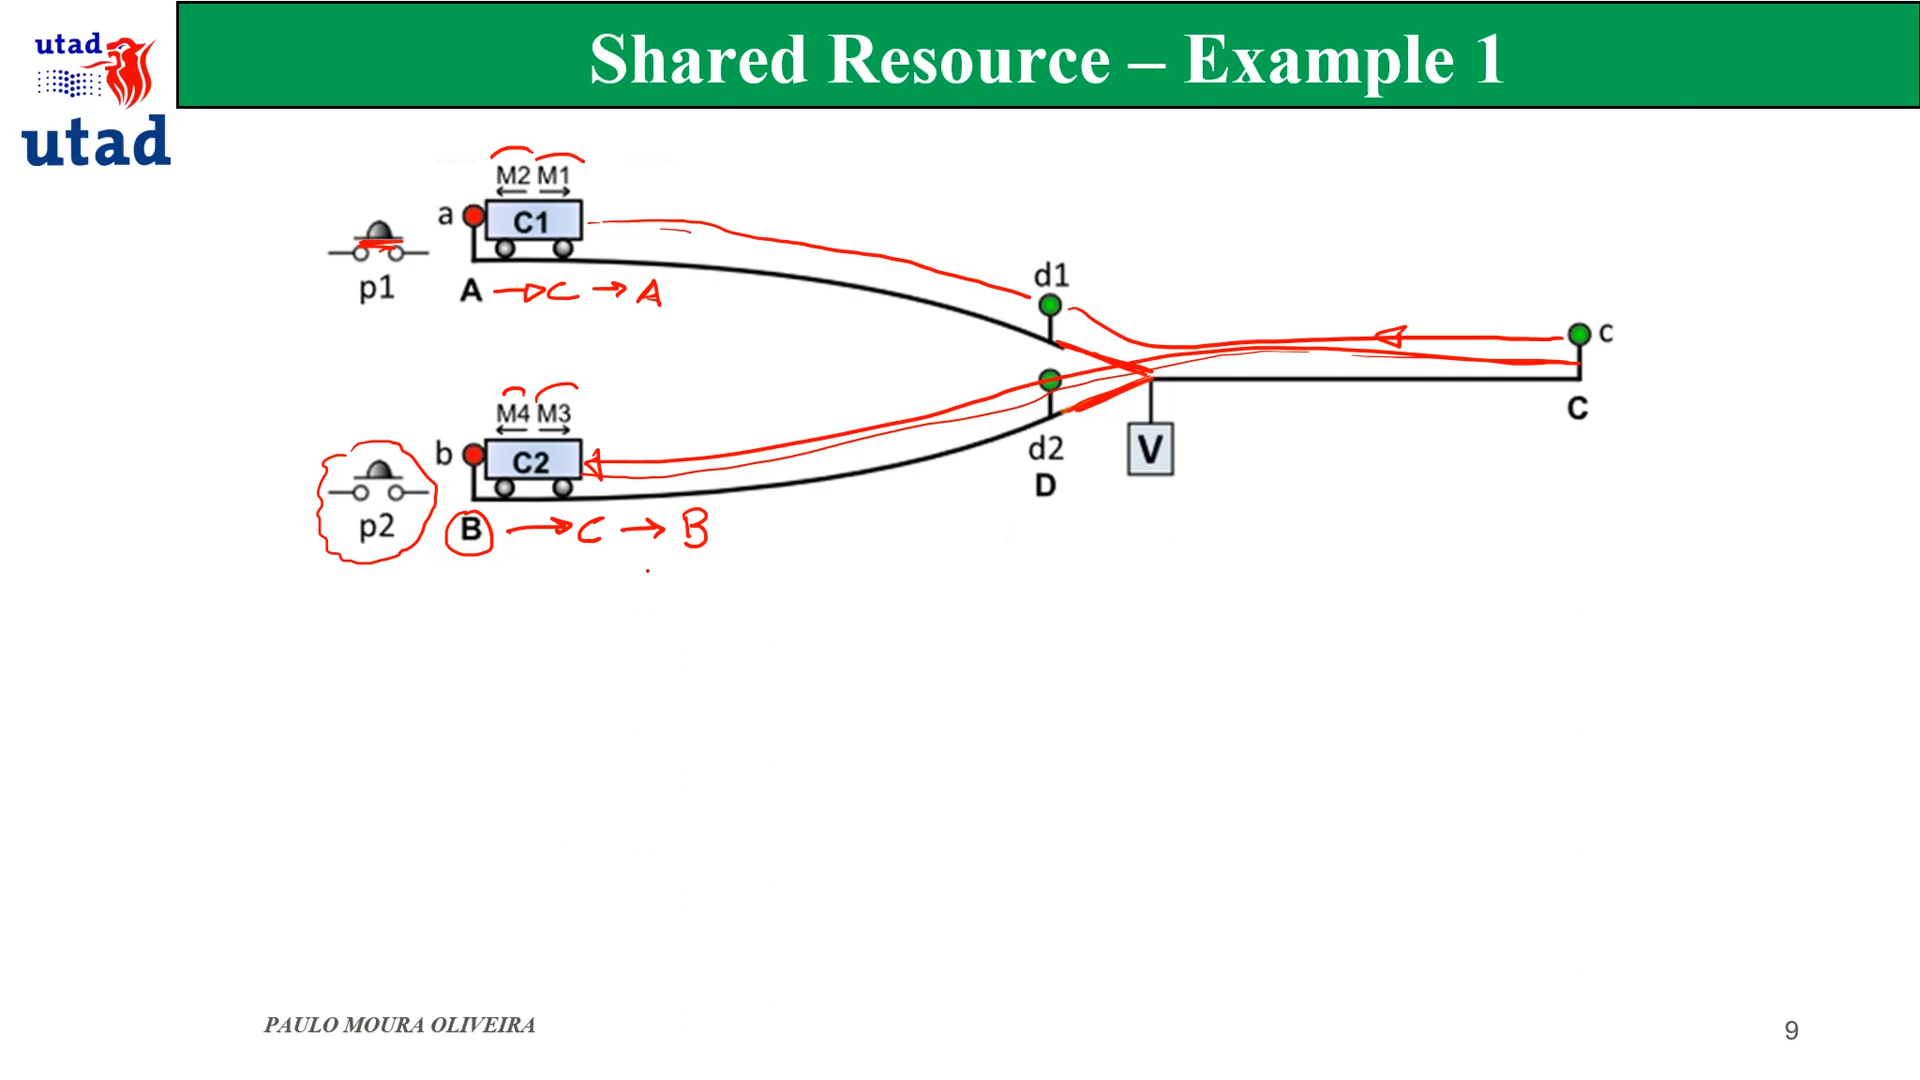 utad
utad
Shared Resource – Example 1
M2 M1
a C1
p1 A → C → A
d1
c
C
M4 M3
b C2
d2
D
V
p2 B → C → B
PAULO MOURA OLIVEIRA
9